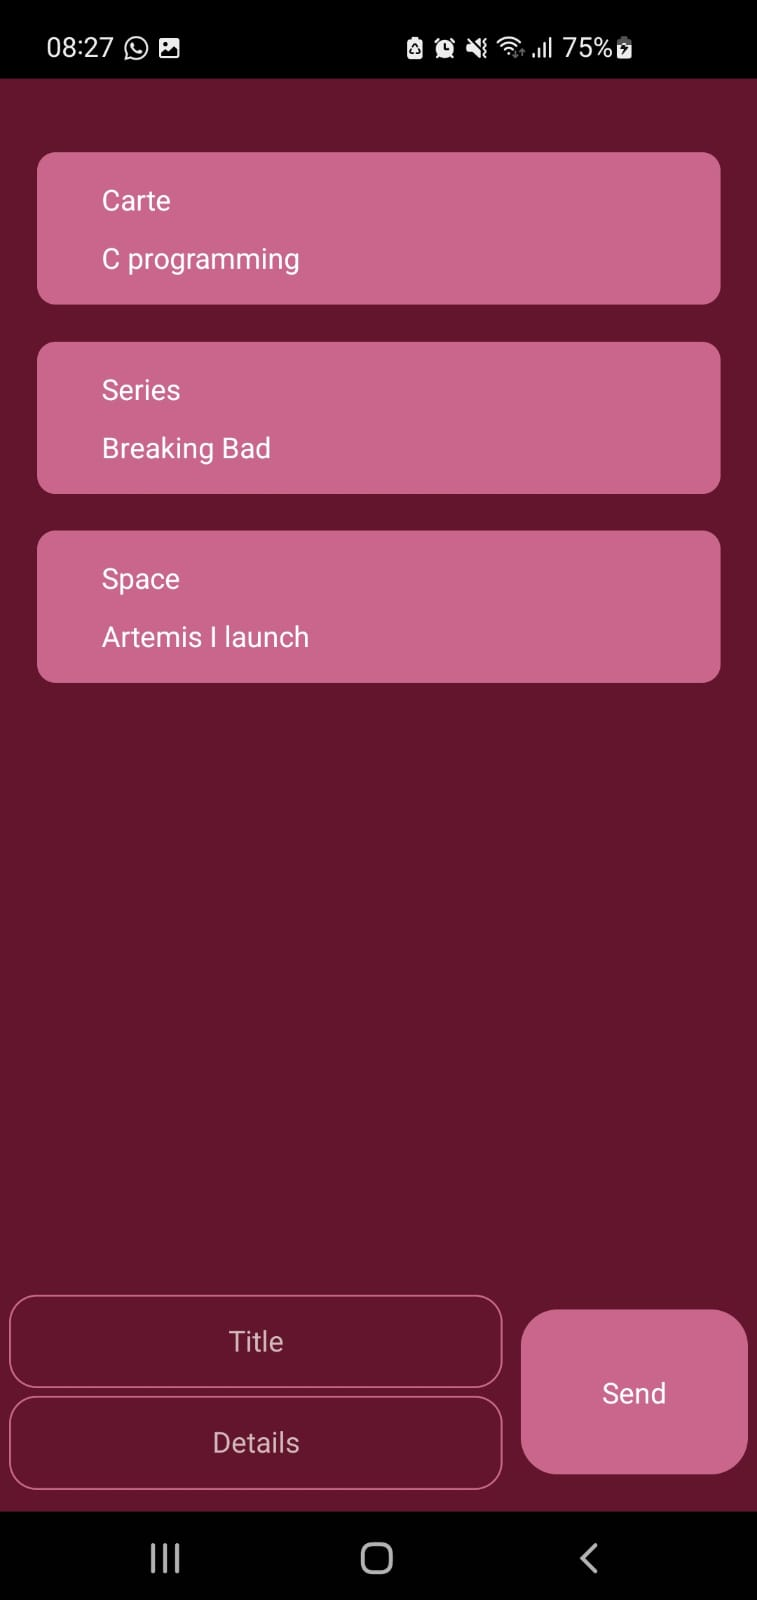 08:27 75%
Carte
C programming
Series
Breaking Bad
Space
Artemis I launch
Title
Send
Details